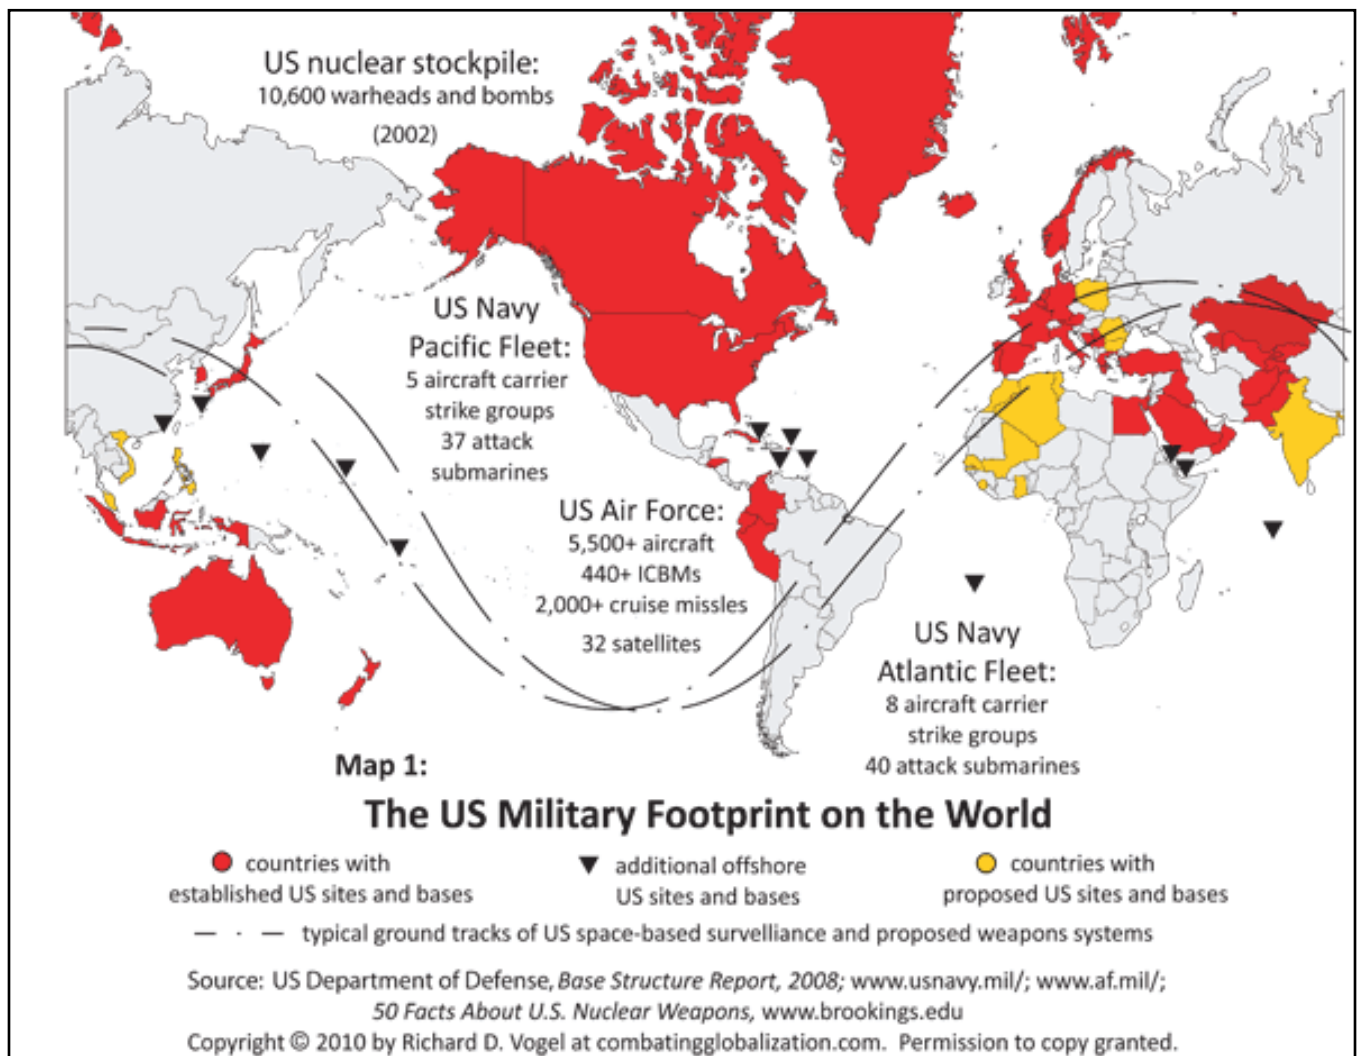 US nuclear stockpile:
10,600 warheads and bombs
(2002)
US Navy
Pacific Fleet:
5 aircraft carrier
strike groups
37 attack
submarines
US Air Force:
5,500+ aircraft
440+ ICBMs
2,000+ cruise missles
32 satellites
US Navy
Atlantic Fleet:
8 aircraft carrier
strike groups
40 attack submarines
Map 1:
The US Military Footprint on the World
countries with
established US sites and bases
additional offshore
US sites and bases
countries with
proposed US sites and bases
typical ground tracks of US space-based survelliance and proposed weapons systems
Source: US Department of Defense, Base Structure Report, 2008; www.usnavy.mil/; www.af.mil/;
50 Facts About U.S. Nuclear Weapons, www.brookings.edu
Copyright © 2010 by Richard D. Vogel at combatingglobalization.com. Permission to copy granted.